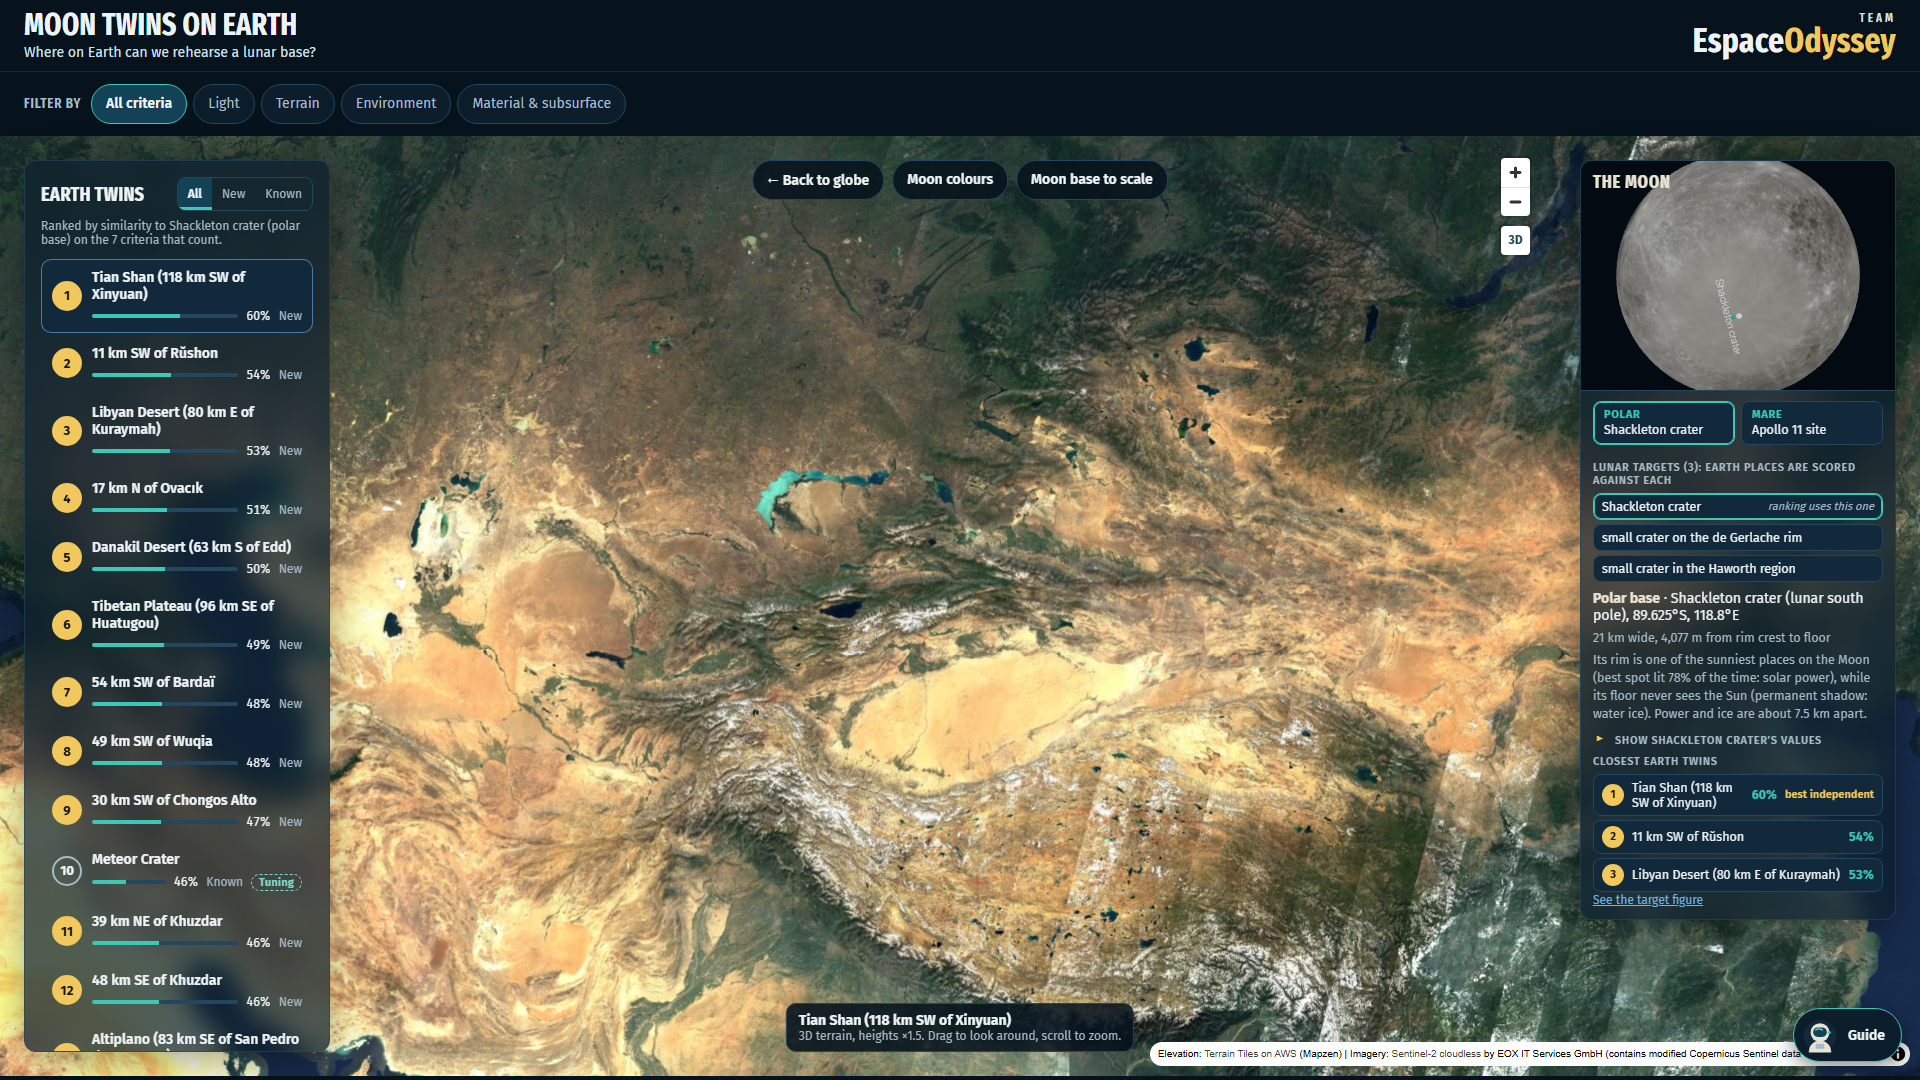 MOON TWINS ON EARTH
Where on Earth can we rehearse a lunar base?
TEAM
EspaceOdyssey
FILTER BY
All criteria
Light
Terrain
Environment
Material & subsurface
EARTH TWINS
All
New
Known
Ranked by similarity to Shackleton crater (polar
base) on the 7 criteria that count.
1
Tian Shan (118 km SW of
Xinyuan)
60% New
2
11 km SW of Rŭshon
54% New
3
Libyan Desert (80 km E of
Kuraymah)
53% New
4
17 km N of Ovacık
51% New
5
Danakil Desert (63 km S of Edd)
50% New
6
Tibetan Plateau (96 km SE of
Huatugou)
49% New
7
54 km SW of Bardaï
48% New
8
49 km SW of Wuqia
48% New
9
30 km SW of Chongos Alto
47% New
10
Meteor Crater
46% Known Tuning
11
39 km NE of Khuzdar
46% New
12
48 km SE of Khuzdar
46% New
Altiplano (83 km SE of San Pedro
← Back to globe
Moon colours
Moon base to scale
+
−
3D
Tian Shan (118 km SW of Xinyuan)
3D terrain, heights ×1.5. Drag to look around, scroll to zoom.
THE MOON
Shackleton crater
POLAR
Shackleton crater
MARE
Apollo 11 site
LUNAR TARGETS (3): EARTH PLACES ARE SCORED
AGAINST EACH
Shackleton crater ranking uses this one
small crater on the de Gerlache rim
small crater in the Haworth region
Polar base · Shackleton crater (lunar south
pole), 89.625°S, 118.8°E
21 km wide, 4,077 m from rim crest to floor
Its rim is one of the sunniest places on the Moon
(best spot lit 78% of the time: solar power), while
its floor never sees the Sun (permanent shadow:
water ice). Power and ice are about 7.5 km apart.
► SHOW SHACKLETON CRATER'S VALUES
CLOSEST EARTH TWINS
1
Tian Shan (118 km
SW of Xinyuan)
60% best independent
2
11 km SW of Rŭshon
54%
3
Libyan Desert (80 km E of Kuraymah)
53%
See the target figure
Guide
Elevation: Terrain Tiles on AWS (Mapzen) | Imagery: Sentinel-2 cloudless by EOX IT Services GmbH (contains modified Copernicus Sentinel data